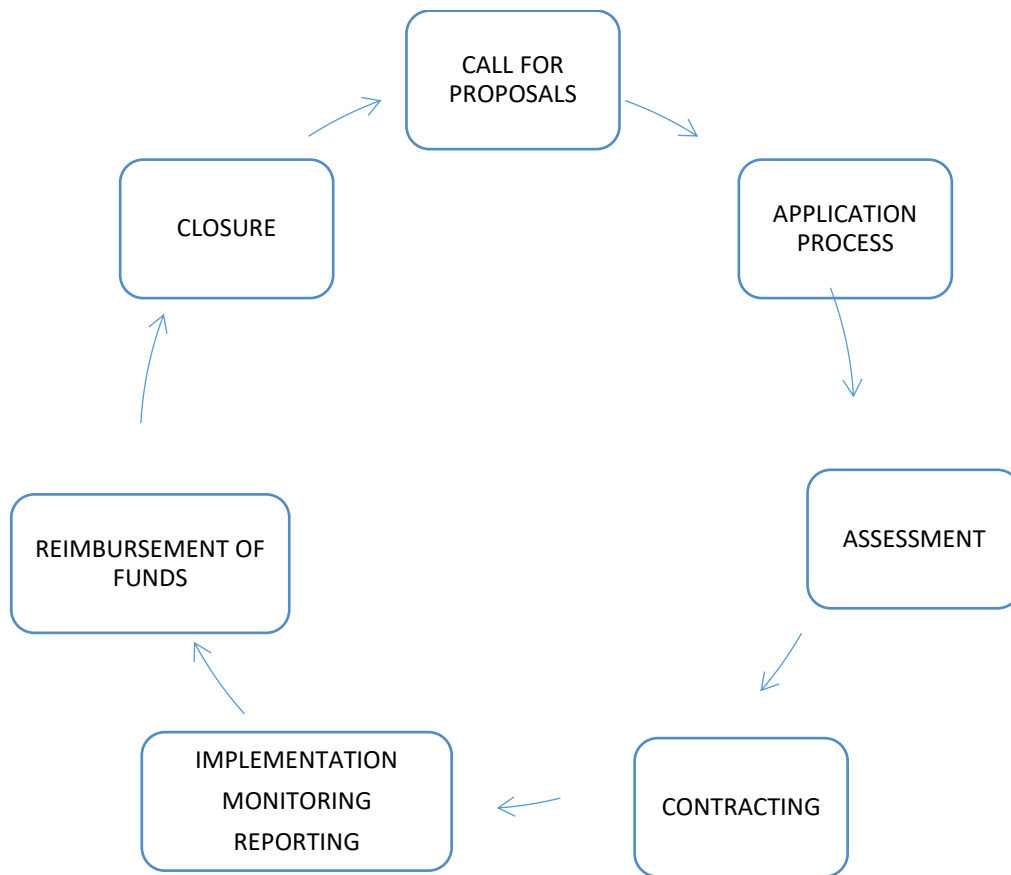 CALL FOR
PROPOSALS
APPLICATION
PROCESS
ASSESSMENT
CONTRACTING
IMPLEMENTATION
MONITORING
REPORTING
REIMBURSEMENT OF
FUNDS
CLOSURE